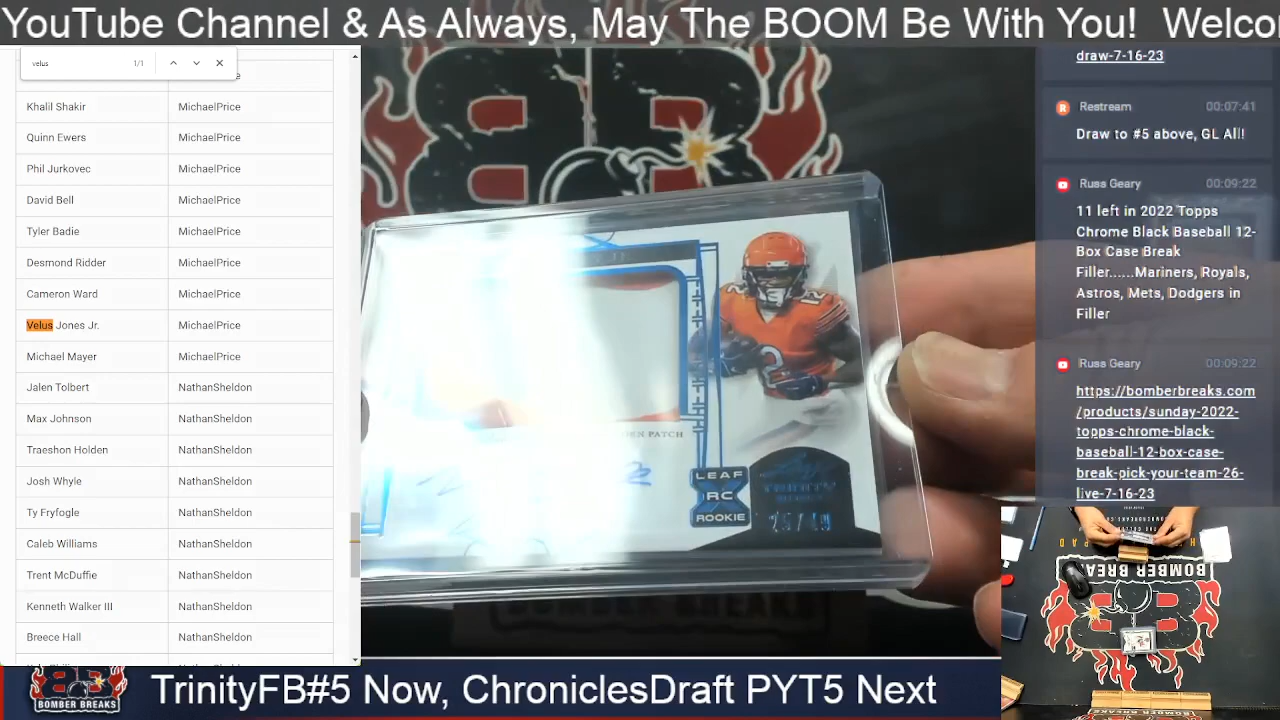 YouTube Channel & As Always, May The BOOM Be With You! Welco
velus 1/1
Khalil Shakir MichaelPrice
Quinn Ewers MichaelPrice
Phil Jurkovec MichaelPrice
David Bell MichaelPrice
Tyler Badie MichaelPrice
Desmond Ridder MichaelPrice
Cameron Ward MichaelPrice
Velus Jones Jr. MichaelPrice
Michael Mayer MichaelPrice
Jalen Tolbert NathanSheldon
Max Johnson NathanSheldon
Traeshon Holden NathanSheldon
Josh Whyle NathanSheldon
Ty Fryfogle NathanSheldon
Caleb Williams NathanSheldon
Trent McDuffie NathanSheldon
Kenneth Walker III NathanSheldon
Breece Hall NathanSheldon
12
2
PATCH
LEAF
RC
ROOKIE
TRINITY
BOMBER BREAKS
draw-7-16-23
Restream 00:07:41
Draw to #5 above, GL All!
Russ Geary 00:09:22
11 left in 2022 Topps
Chrome Black Baseball 12-
Box Case Break
Filler......Mariners, Royals,
Astros, Mets, Dodgers in
Filler
Russ Geary 00:09:22
https://bomberbreaks.com
/products/sunday-2022-
topps-chrome-black-
baseball-12-box-case-
break-pick-your-team-26-
live-7-16-23
BOMBER BREA
BOMBER BREAKS
TrinityFB#5 Now, ChroniclesDraft PYT5 Next